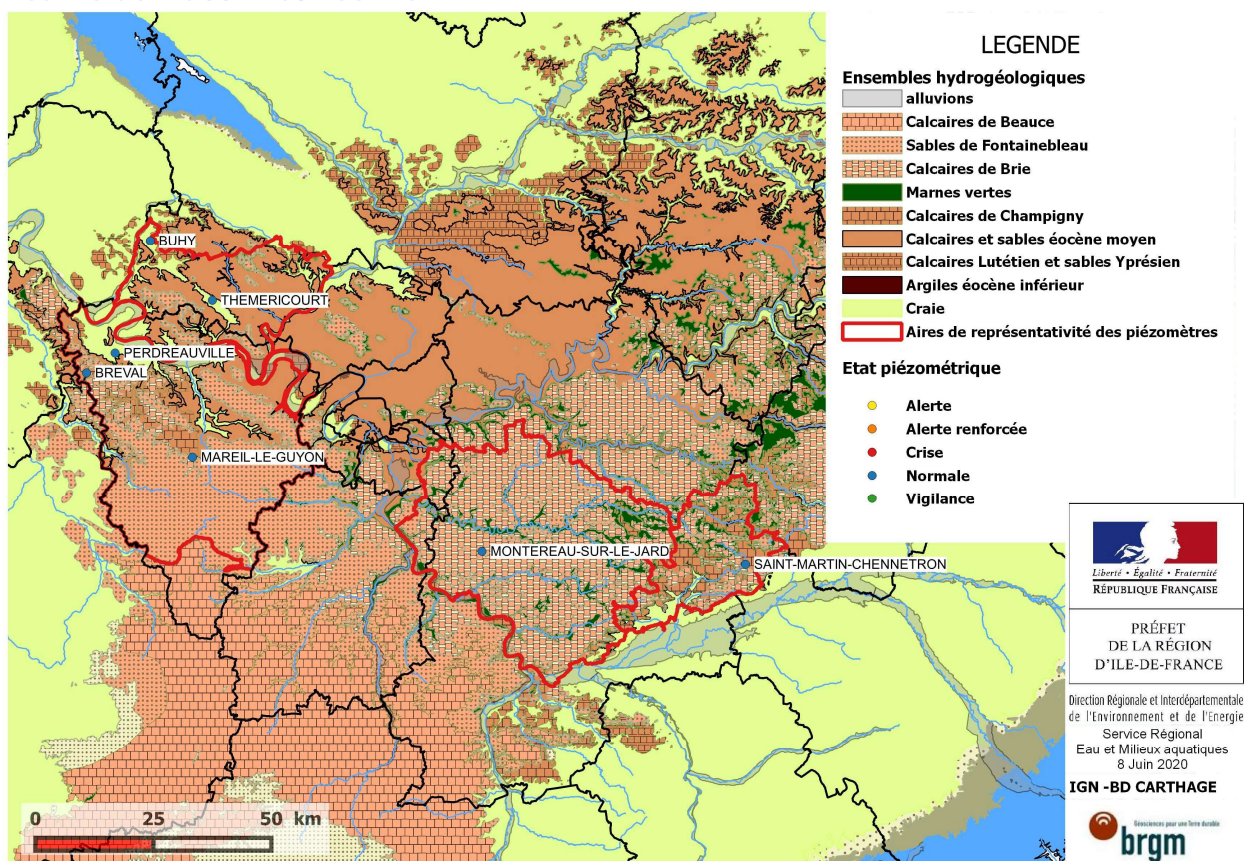 LEGENDE
Ensembles hydrogéologiques
alluvions
Calcaires de Beauce
Sables de Fontainebleau
Calcaires de Brie
Marnes vertes
Calcaires de Champigny
Calcaires et sables éocène moyen
Calcaires Lutétien et sables Yprésien
Argiles éocène inférieur
Craie
Aires de représentativité des piézomètres
Etat piézométrique
Alerte
Alerte renforcée
Crise
Normale
Vigilance
BUHY
THEMERICOURT
PERDREAUVILLE
BREVAL
MAREIL-LE-GUYON
MONTEREAU-SUR-LE-JARD
SAINT-MARTIN-CHENNETRON
0 25 50 km
Liberté • Égalité • Fraternité
RÉPUBLIQUE FRANÇAISE
PRÉFET
DE LA RÉGION
D'ILE-DE-FRANCE
Direction Régionale et Interdépartementale
de l'Environnement et de l'Energie
Service Régional
Eau et Milieux aquatiques
8 Juin 2020
IGN -BD CARTHAGE
Géosciences pour une Terre durable
brgm